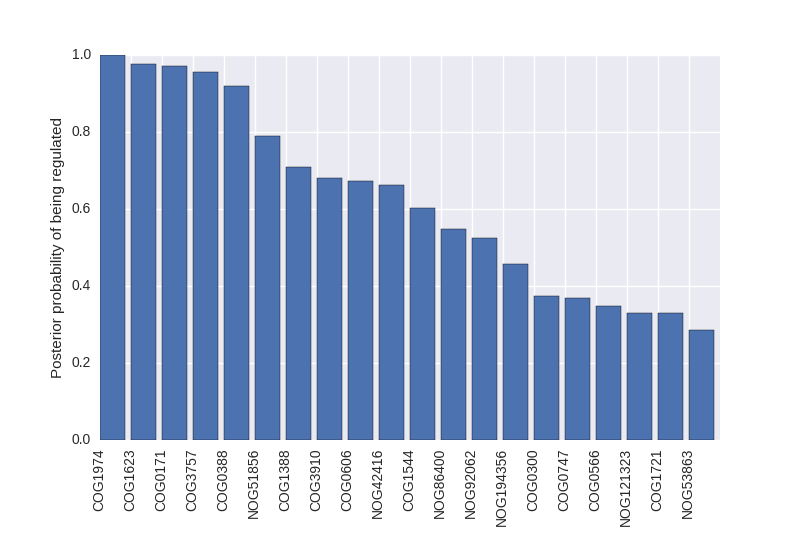 Posterior probability of being regulated
1.0
0.8
0.6
0.4
0.2
0.0
COG1974
COG1623
COG0171
COG3757
COG0388
NOG51856
COG1388
COG3910
COG0606
NOG42416
COG1544
NOG86400
NOG92062
NOG194356
COG0300
COG0747
COG0566
NOG121323
COG1721
NOG53863